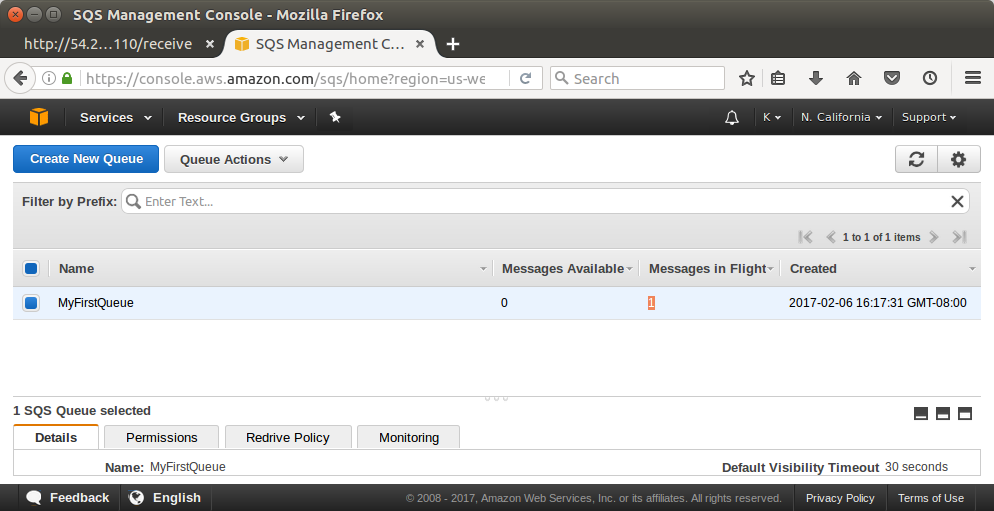 SQS Management Console - Mozilla Firefox
http://54.2…110/receive × SQS Management C… × +
https://console.aws.amazon.com/sqs/home?region=us-we Search
Services Resource Groups K N. California Support
Create New Queue Queue Actions
Filter by Prefix: Enter Text...
1 to 1 of 1 items
Name Messages Available Messages in Flight Created
MyFirstQueue 0 1 2017-02-06 16:17:31 GMT-08:00
1 SQS Queue selected
Details Permissions Redrive Policy Monitoring
Name: MyFirstQueue Default Visibility Timeout 30 seconds
Feedback English © 2008 - 2017, Amazon Web Services, Inc. or its affiliates. All rights reserved. Privacy Policy Terms of Use